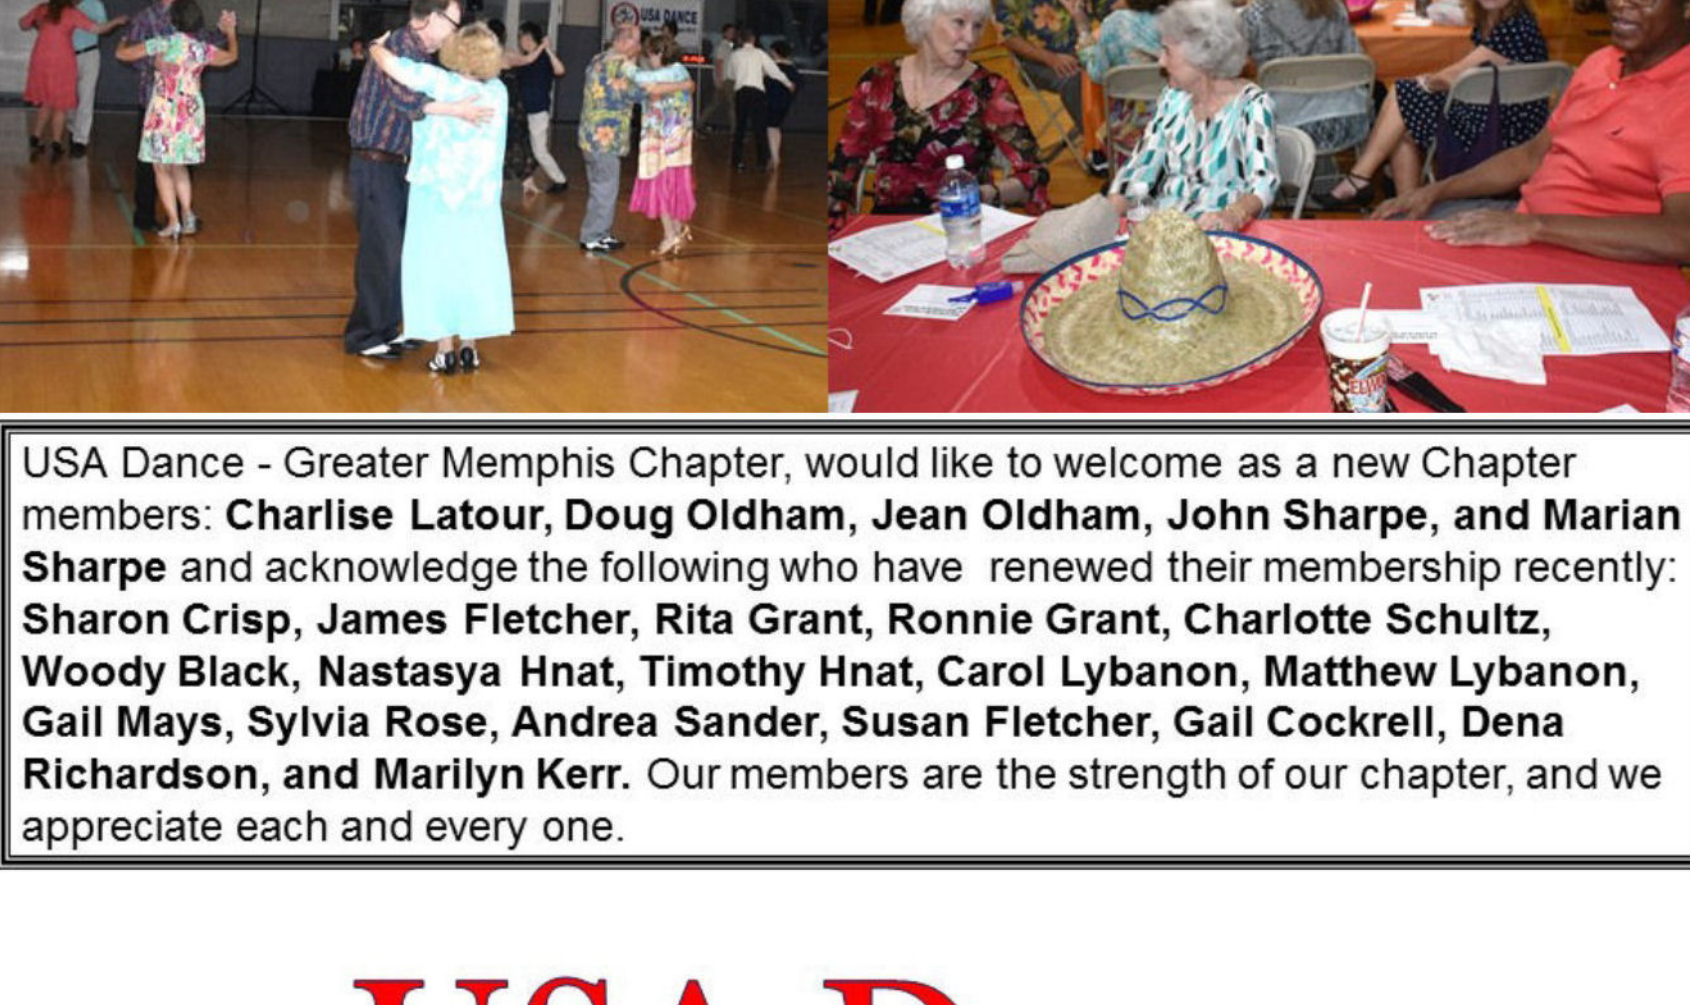 USA DANCE
USA Dance - Greater Memphis Chapter, would like to welcome as a new Chapter
members: Charlise Latour, Doug Oldham, Jean Oldham, John Sharpe, and Marian
Sharpe and acknowledge the following who have renewed their membership recently:
Sharon Crisp, James Fletcher, Rita Grant, Ronnie Grant, Charlotte Schultz,
Woody Black, Nastasya Hnat, Timothy Hnat, Carol Lybanon, Matthew Lybanon,
Gail Mays, Sylvia Rose, Andrea Sander, Susan Fletcher, Gail Cockrell, Dena
Richardson, and Marilyn Kerr. Our members are the strength of our chapter, and we
appreciate each and every one.
USA D